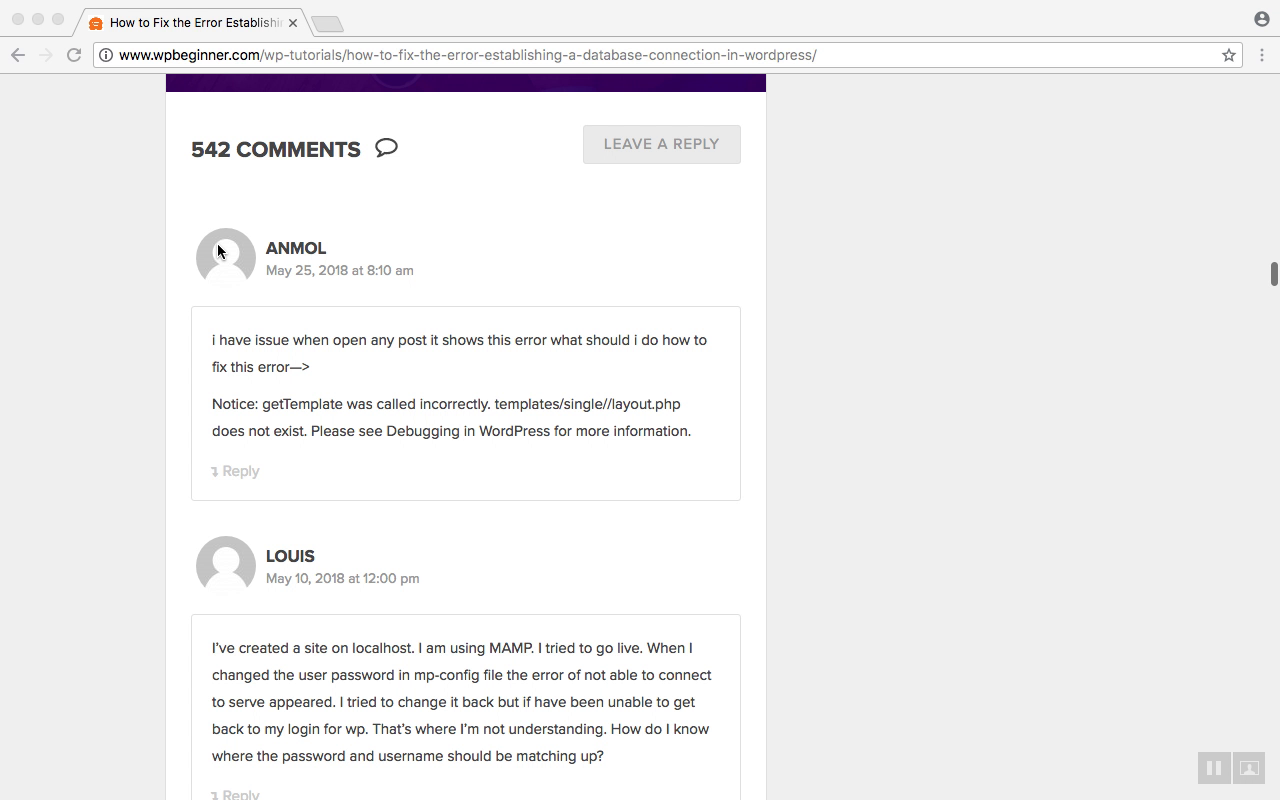 How to Fix the Error Establishi
www.wpbeginner.com/wp-tutorials/how-to-fix-the-error-establishing-a-database-connection-in-wordpress/
542 COMMENTS
LEAVE A REPLY
ANMOL
May 25, 2018 at 8:10 am
i have issue when open any post it shows this error what should i do how to
fix this error—>
Notice: getTemplate was called incorrectly. templates/single//layout.php
does not exist. Please see Debugging in WordPress for more information.
Reply
LOUIS
May 10, 2018 at 12:00 pm
I’ve created a site on localhost. I am using MAMP. I tried to go live. When I
changed the user password in mp-config file the error of not able to connect
to serve appeared. I tried to change it back but if have been unable to get
back to my login for wp. That’s where I’m not understanding. How do I know
where the password and username should be matching up?
Reply